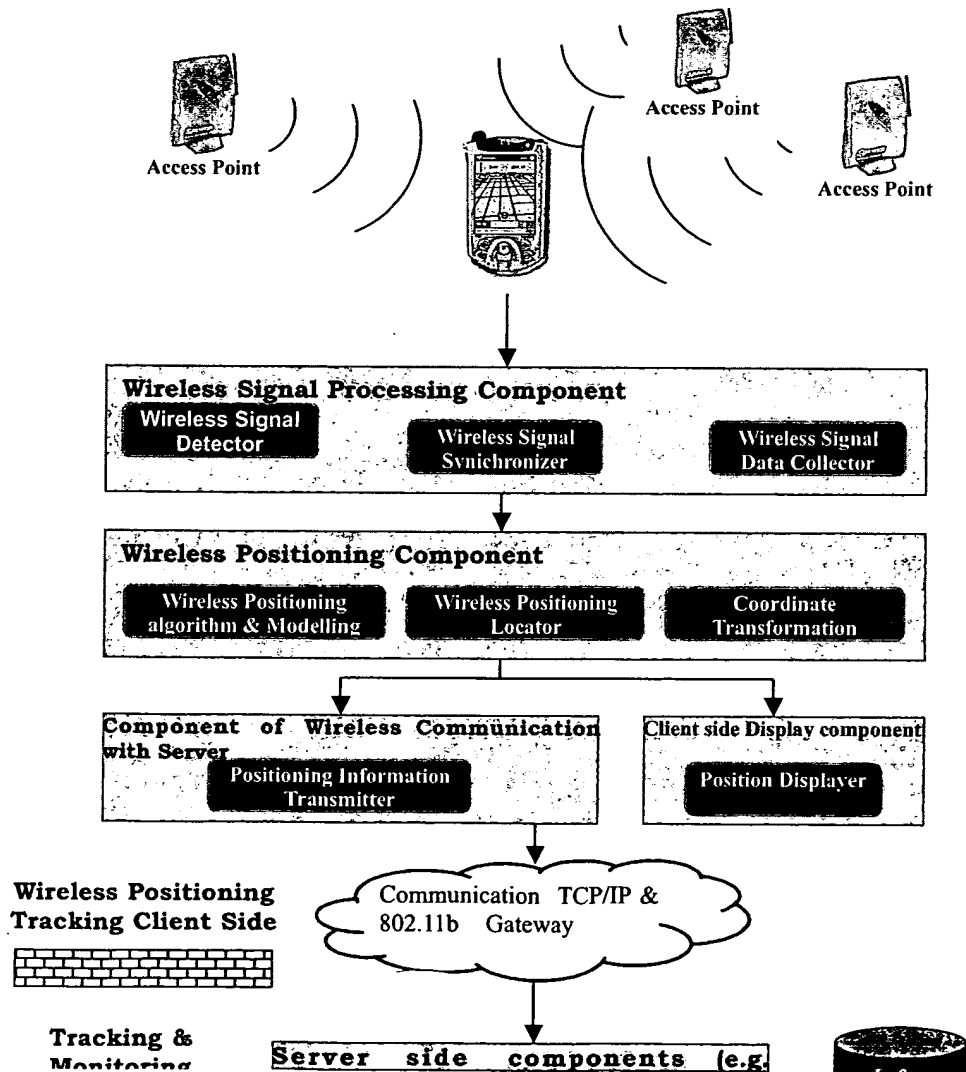 Access Point
Access Point
Access Point
Wireless Signal Processing Component
Wireless Signal
Detector
Wireless Signal
Synichronizer
Wireless Signal
Data Collector
Wireless Positioning Component
Wireless Positioning
algorithm & Modelling
Wireless Positioning
Locator
Coordinate
Transformation
Component of Wireless Communication
with Server
Positioning Information
Transmitter
Client side Display component
Position Displayer
Communication TCP/IP &
802.11b Gateway
Wireless Positioning
Tracking Client Side
Tracking &
Monitoring
Server side components (e.g.